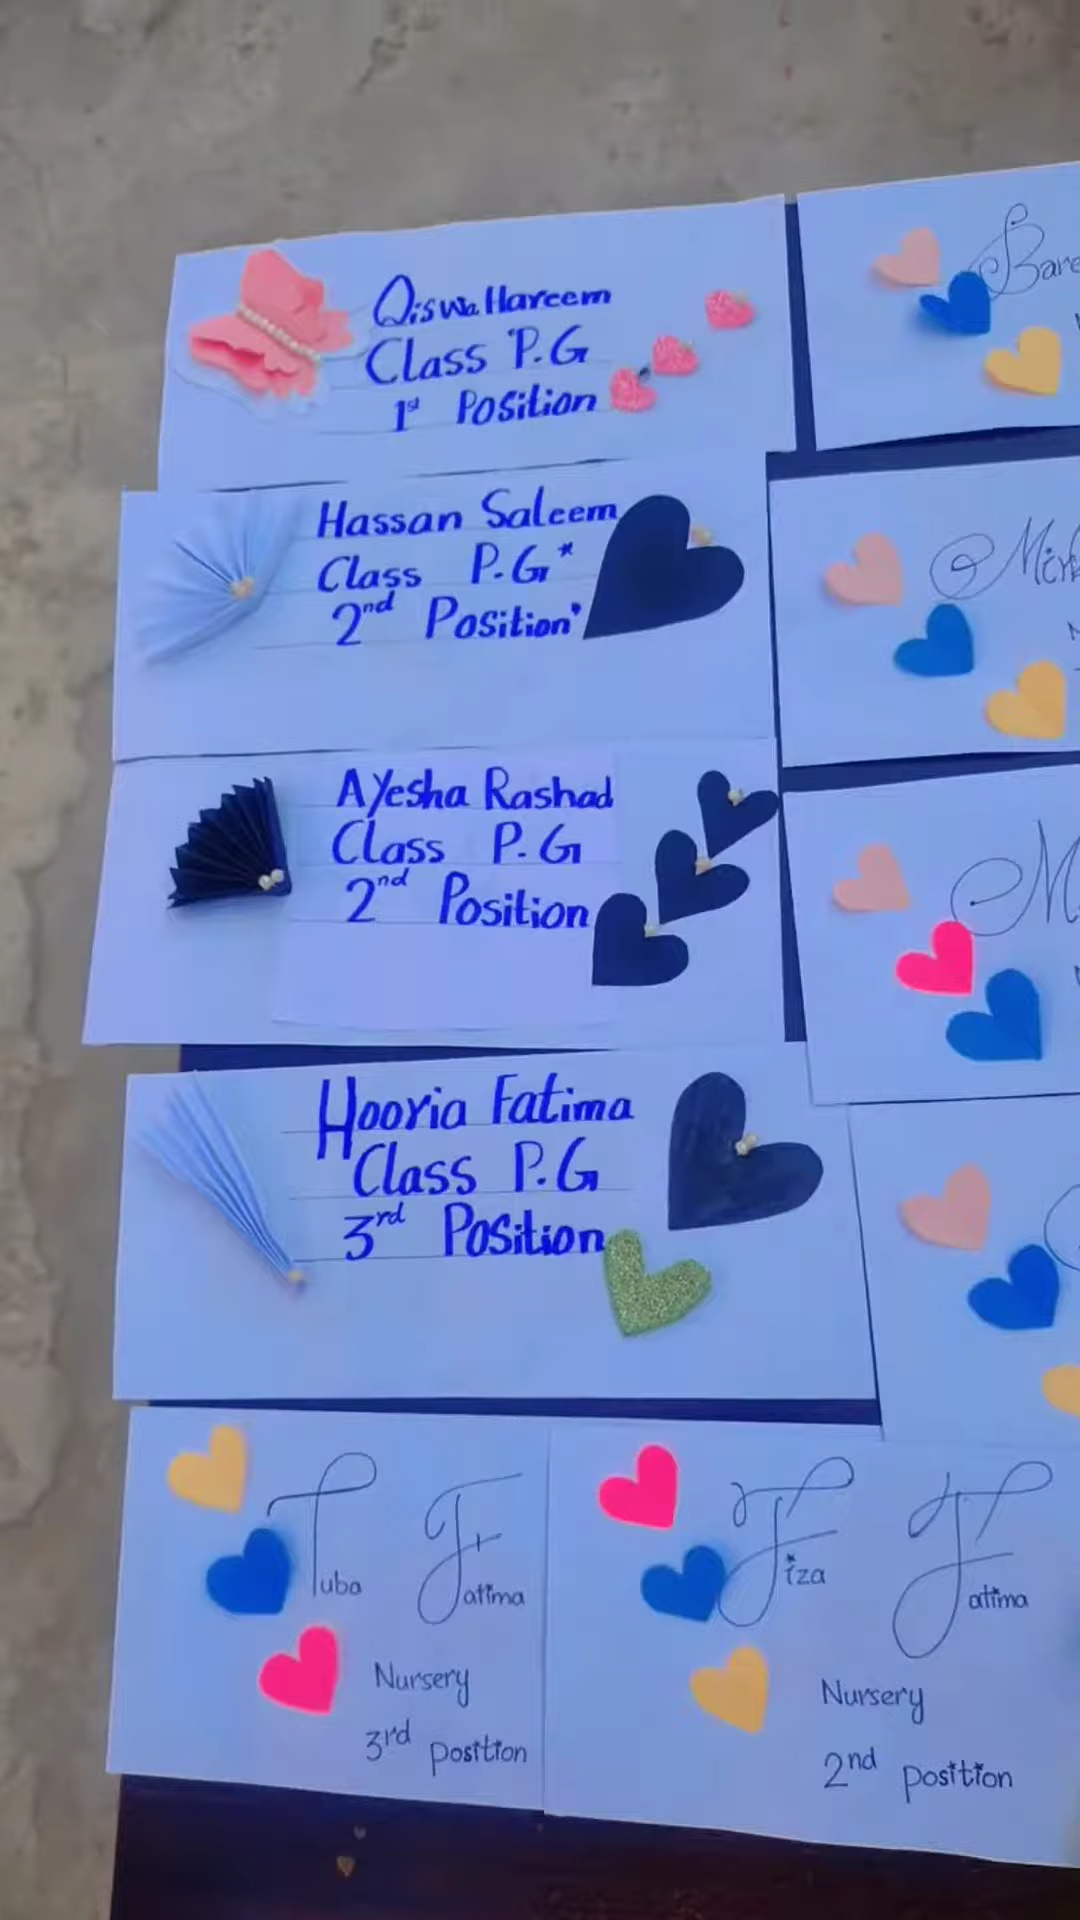 Qiswa Hareem
Class P.G
1st Position
Hassan Saleem
Class P.G
2nd Position
Ayesha Rashad
Class P.G
2nd Position
Hooria Fatima
Class P.G
3rd Position
Tuba Fatima
Nursery
3rd position
Fiza Fatima
Nursery
2nd position